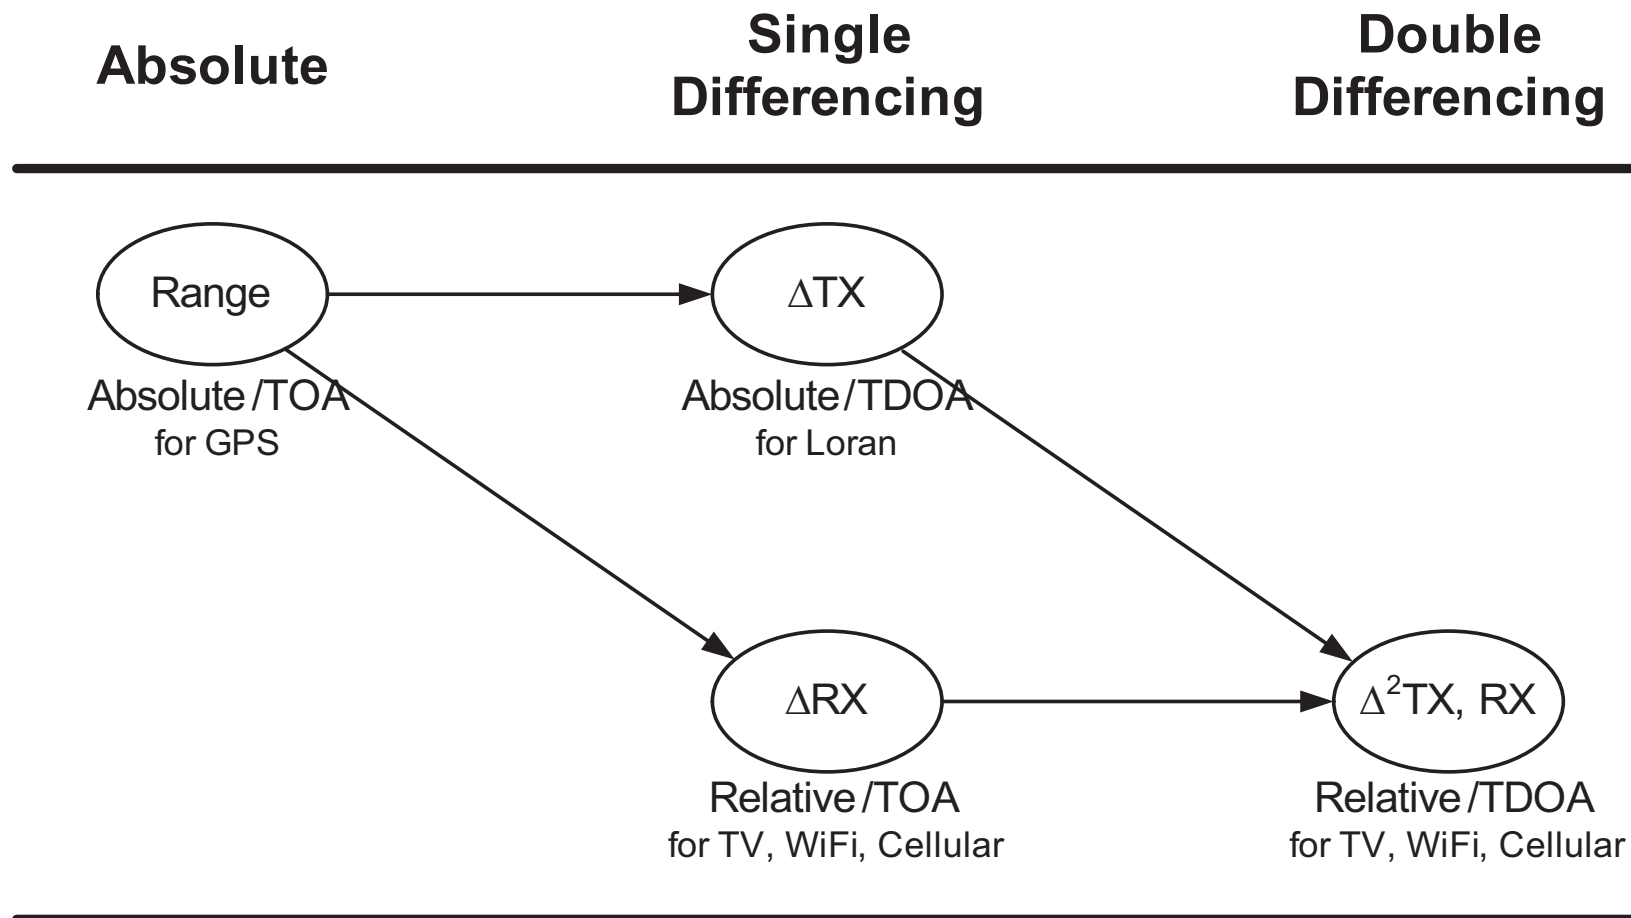 Absolute
Single
Differencing
Double
Differencing
Range
Absolute/TOA
for GPS
ΔTX
Absolute/TDOA
for Loran
ΔRX
Relative/TOA
for TV, WiFi, Cellular
Δ²TX, RX
Relative/TDOA
for TV, WiFi, Cellular